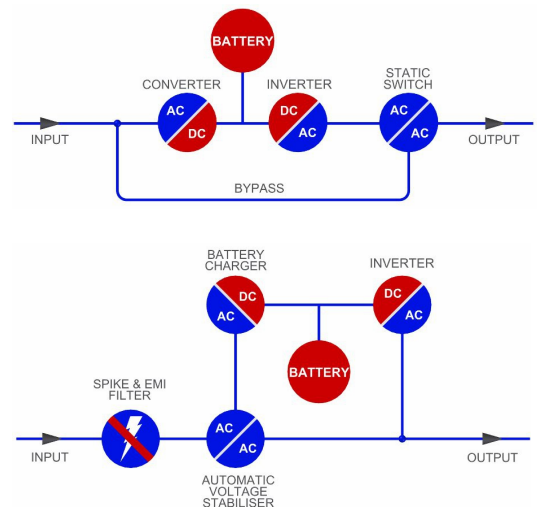 BATTERY
CONVERTER
INVERTER
STATIC
SWITCH
AC
DC
DC
AC
AC
AC
INPUT
OUTPUT
BYPASS
BATTERY
CHARGER
INVERTER
DC
AC
DC
AC
BATTERY
SPIKE & EMI
FILTER
AC
AC
INPUT
OUTPUT
AUTOMATIC
VOLTAGE
STABILISER